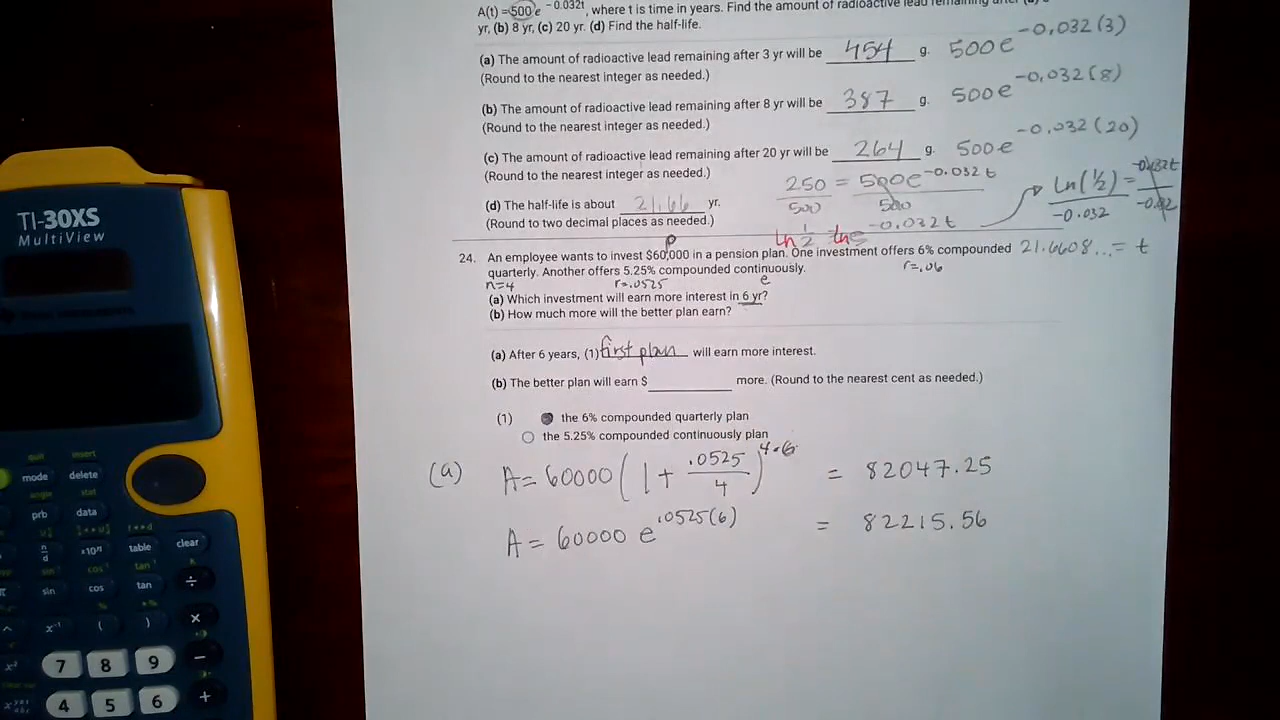 A(t) = 500 e^-0.032t, where t is time in years. Find the amount of radioactive lead remaining after
yr, (b) 8 yr, (c) 20 yr. (d) Find the half-life.
(a) The amount of radioactive lead remaining after 3 yr will be 454 g. 500e^-0.032(3)
(Round to the nearest integer as needed.)
(b) The amount of radioactive lead remaining after 8 yr will be 387 g. 500e^-0.032(8)
(Round to the nearest integer as needed.)
(c) The amount of radioactive lead remaining after 20 yr will be 264 g. 500e^-0.032(20)
(Round to the nearest integer as needed.)
250/500 = 500e^-0.032t/500
ln(1/2)/-0.032 = -0.032t/-0.032
(d) The half-life is about 21.66 yr.
(Round to two decimal places as needed.)
ln 1/2 = lne^-0.032t
21.6608... = t
P
24. An employee wants to invest $60,000 in a pension plan. One investment offers 6% compounded
r=.06
quarterly. Another offers 5.25% compounded continuously.
n=4 r=.0525 e
(a) Which investment will earn more interest in 6 yr?
(b) How much more will the better plan earn?
(a) After 6 years, (1) first plan will earn more interest.
(b) The better plan will earn $ more. (Round to the nearest cent as needed.)
(1) the 6% compounded quarterly plan
the 5.25% compounded continuously plan
(a) A = 60000(1 + .0525/4)^4·6 = 82047.25
A = 60000 e^.0525(6) = 82215.56
TI-30XS
MultiView
quit insert
mode delete
angle stat
prb data
n/d ×10ⁿ table clear
sin cos tan ÷
^ x⁻¹ ( ) ×
x² 7 8 9 −
4 5 6 +